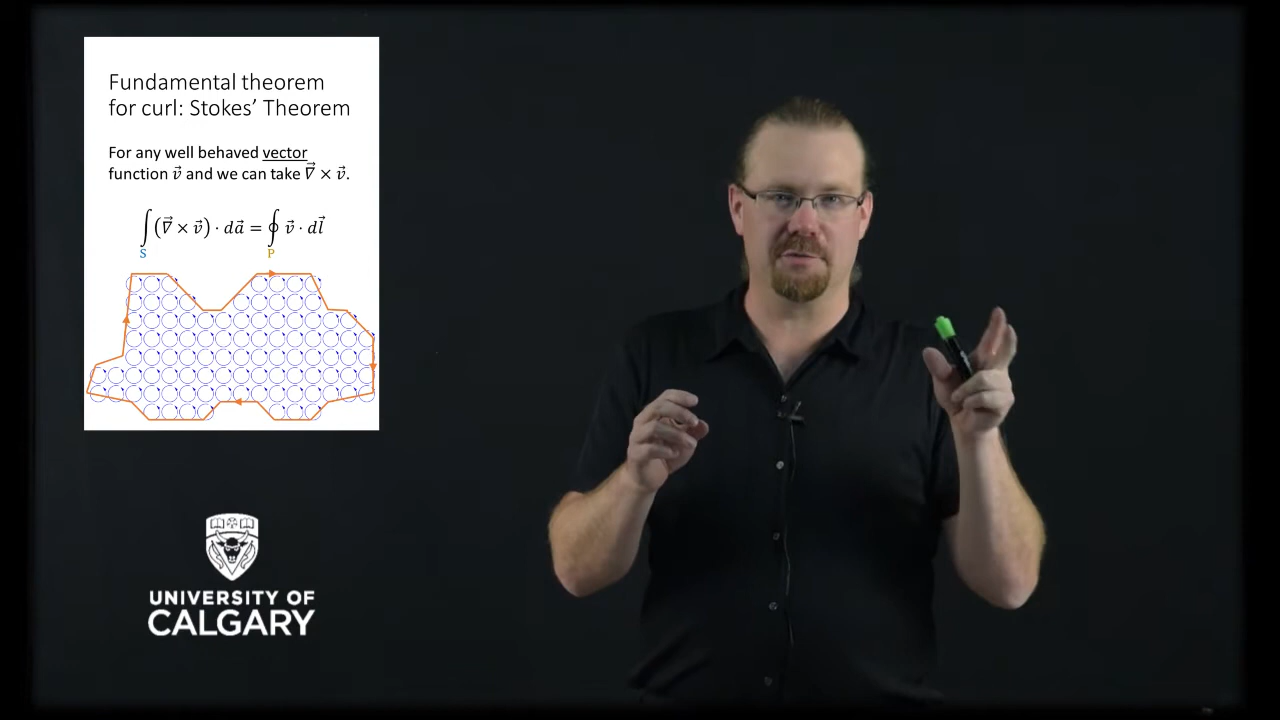 Fundamental theorem
for curl: Stokes’ Theorem
For any well behaved vector
function v⃗ and we can take ∇⃗ × v⃗.
∫(∇⃗ × v⃗) · da⃗ = ∮ v⃗ · dl⃗
S P
UNIVERSITY OF
CALGARY